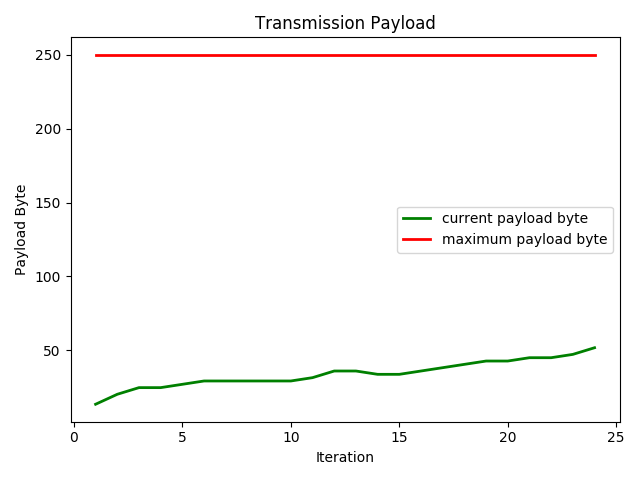 Transmission Payload
250
200
150
100
50
Payload Byte
current payload byte
maximum payload byte
0 5 10 15 20 25
Iteration